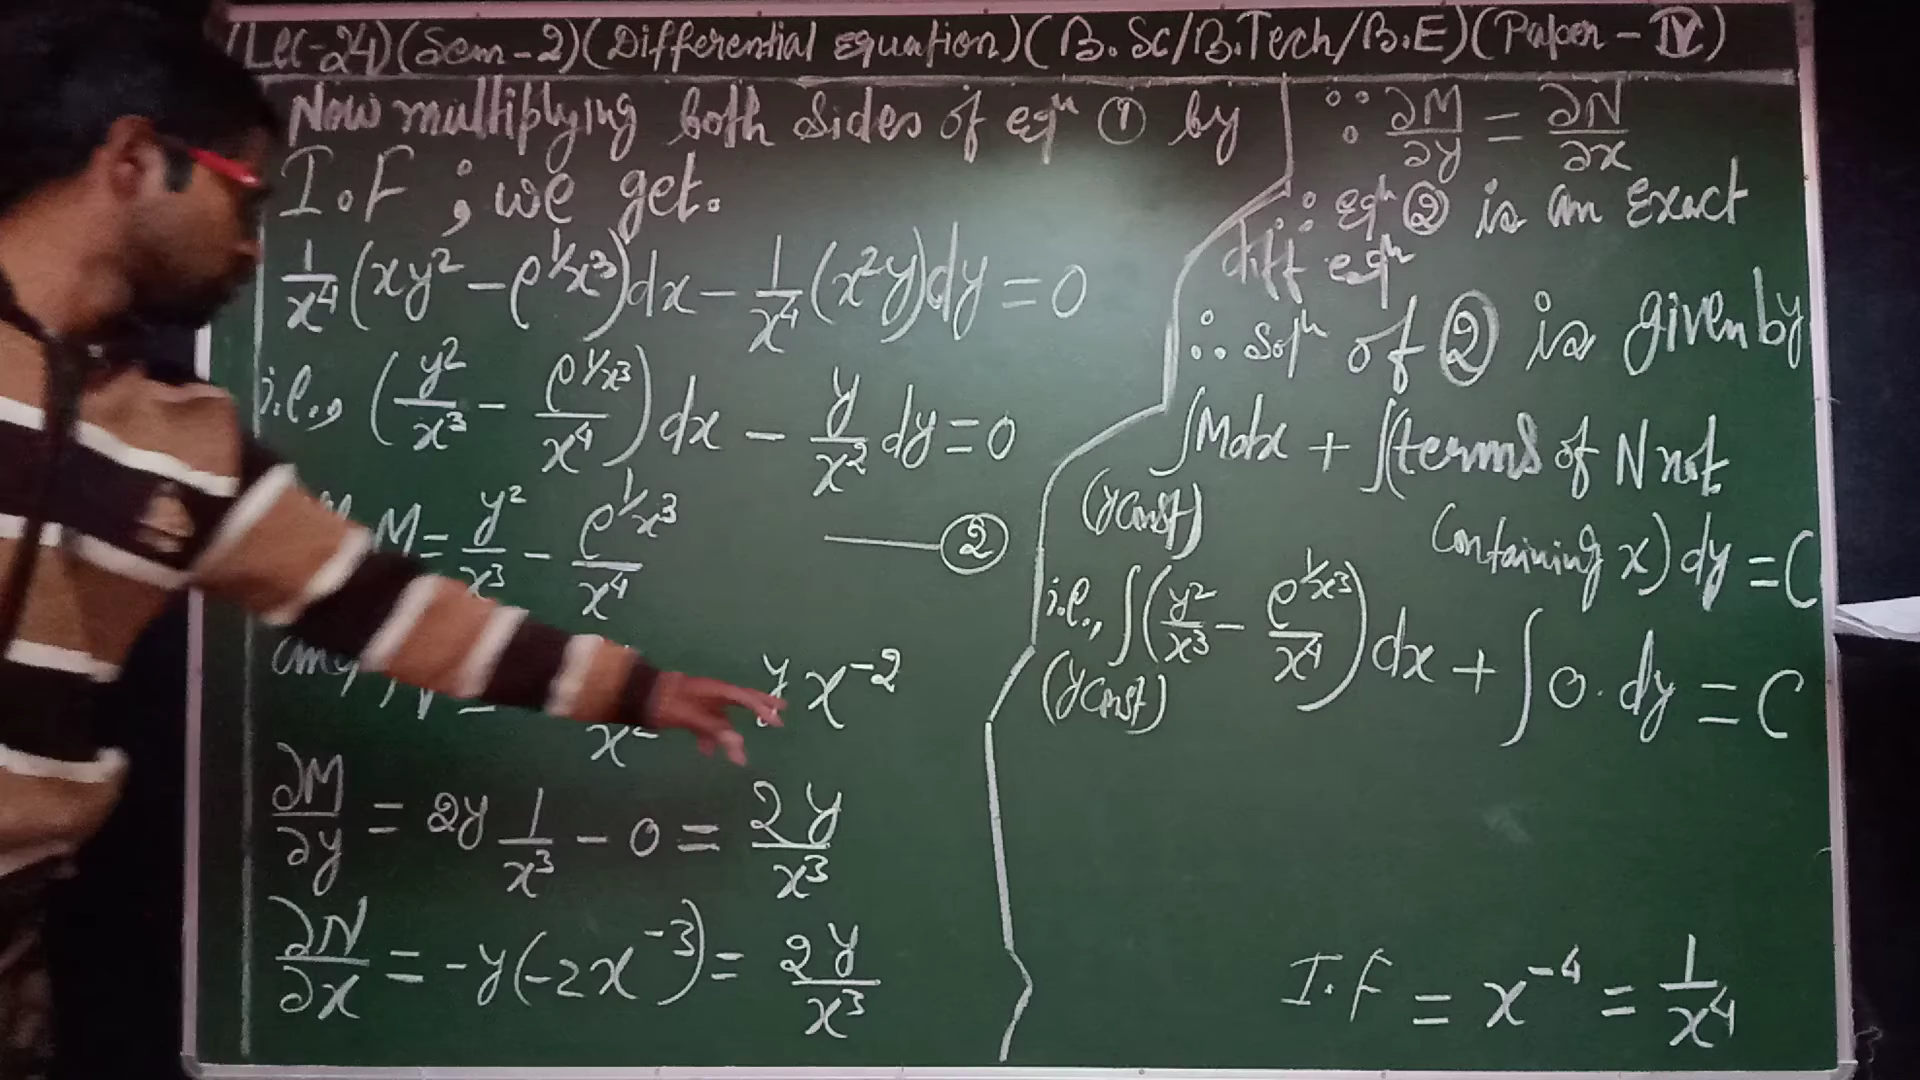 (Lec-24)(Sem-2)(Differential equation)(B.Sc/B.Tech/B.E)(Paper-IV)
Now multiplying both sides of eqⁿ ① by
I.F ; we get.
1/x⁴ (xy² - e^(1/x³))dx - 1/x⁴ (x²y)dy = 0
i.e., (y²/x³ - e^(1/x³)/x⁴) dx - y/x² dy = 0
— ②
M = y²/x³ - e^(1/x³)/x⁴
and, N = y x⁻²
∂M/∂y = 2y 1/x³ - 0 = 2y/x³
∂N/∂x = -y(-2x⁻³) = 2y/x³
∵ ∂M/∂y = ∂N/∂x
∴ eqⁿ ② is an Exact
diff eqⁿ
∴ Solⁿ of ② is given by
∫Mdx + ∫(terms of N not
(y const)
containing x) dy = C
i.e., ∫(y²/x³ - e^(1/x³)/x⁴) dx + ∫0. dy = C
(y const)
I.F = x⁻⁴ = 1/x⁴